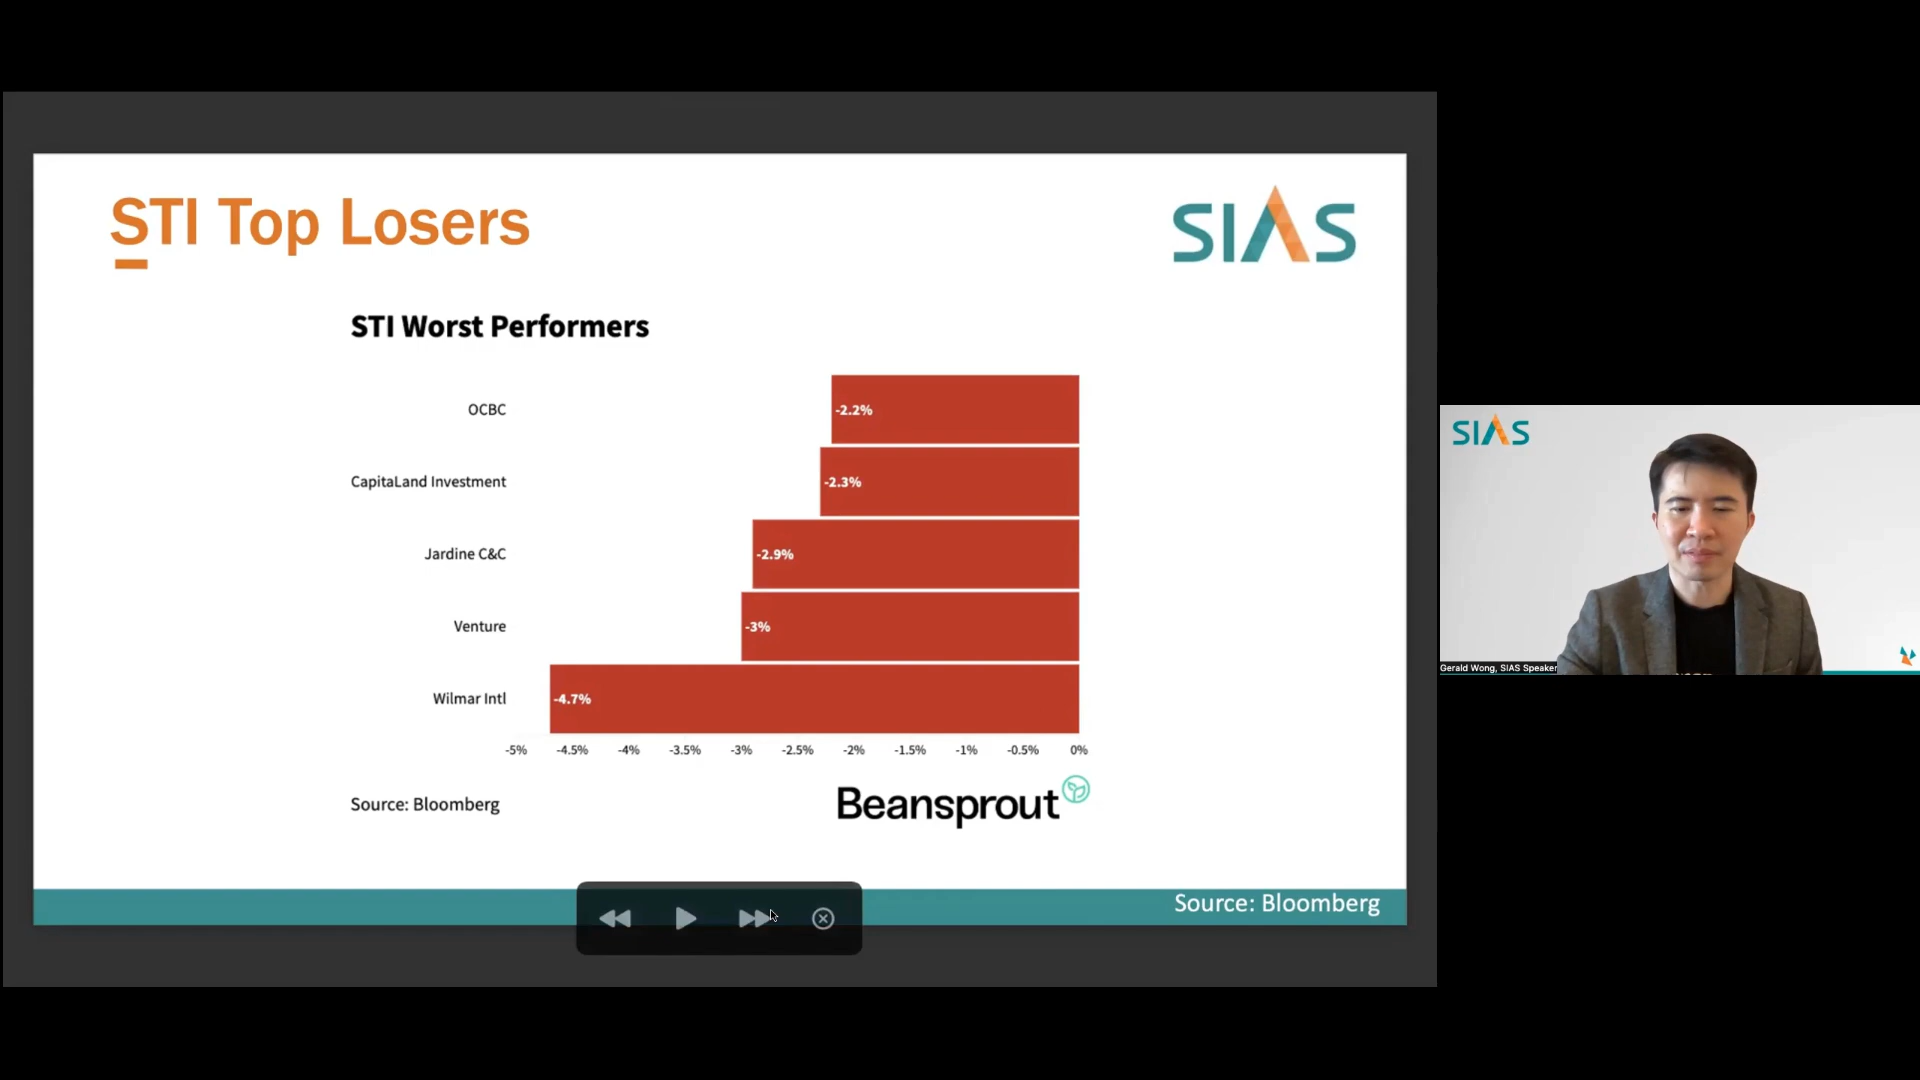 STI Top Losers
SIAS
STI Worst Performers
OCBC
-2.2%
CapitaLand Investment
-2.3%
Jardine C&C
-2.9%
Venture
-3%
Wilmar Intl
-4.7%
-5% -4.5% -4% -3.5% -3% -2.5% -2% -1.5% -1% -0.5% 0%
Source: Bloomberg
Beansprout
Source: Bloomberg
SIAS
Gerald Wong, SIAS Speaker